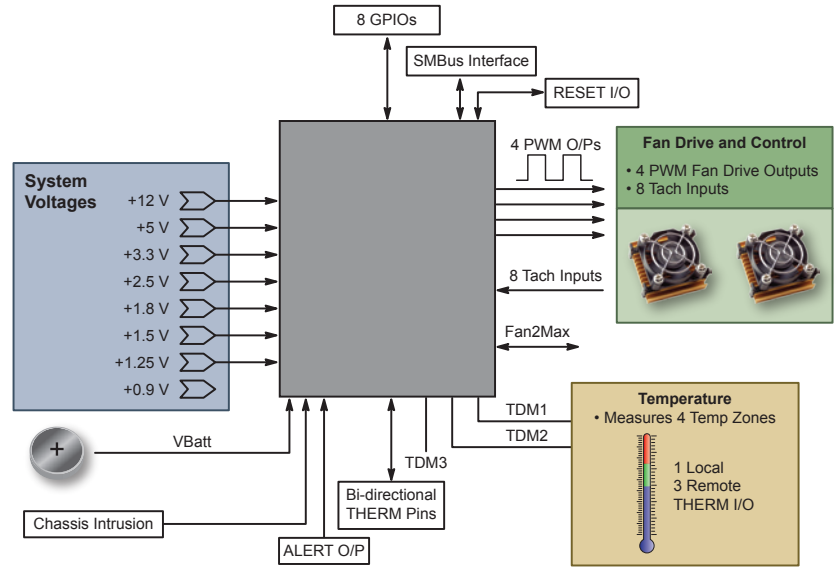 8 GPIOs
SMBus Interface
RESET I/O
System
Voltages
+12 V
+5 V
+3.3 V
+2.5 V
+1.8 V
+1.5 V
+1.25 V
+0.9 V
4 PWM O/Ps
8 Tach Inputs
Fan2Max
Fan Drive and Control
• 4 PWM Fan Drive Outputs
• 8 Tach Inputs
VBatt
Chassis Intrusion
ALERT O/P
Bi-directional
THERM Pins
TDM3
TDM1
TDM2
Temperature
• Measures 4 Temp Zones
1 Local
3 Remote
THERM I/O